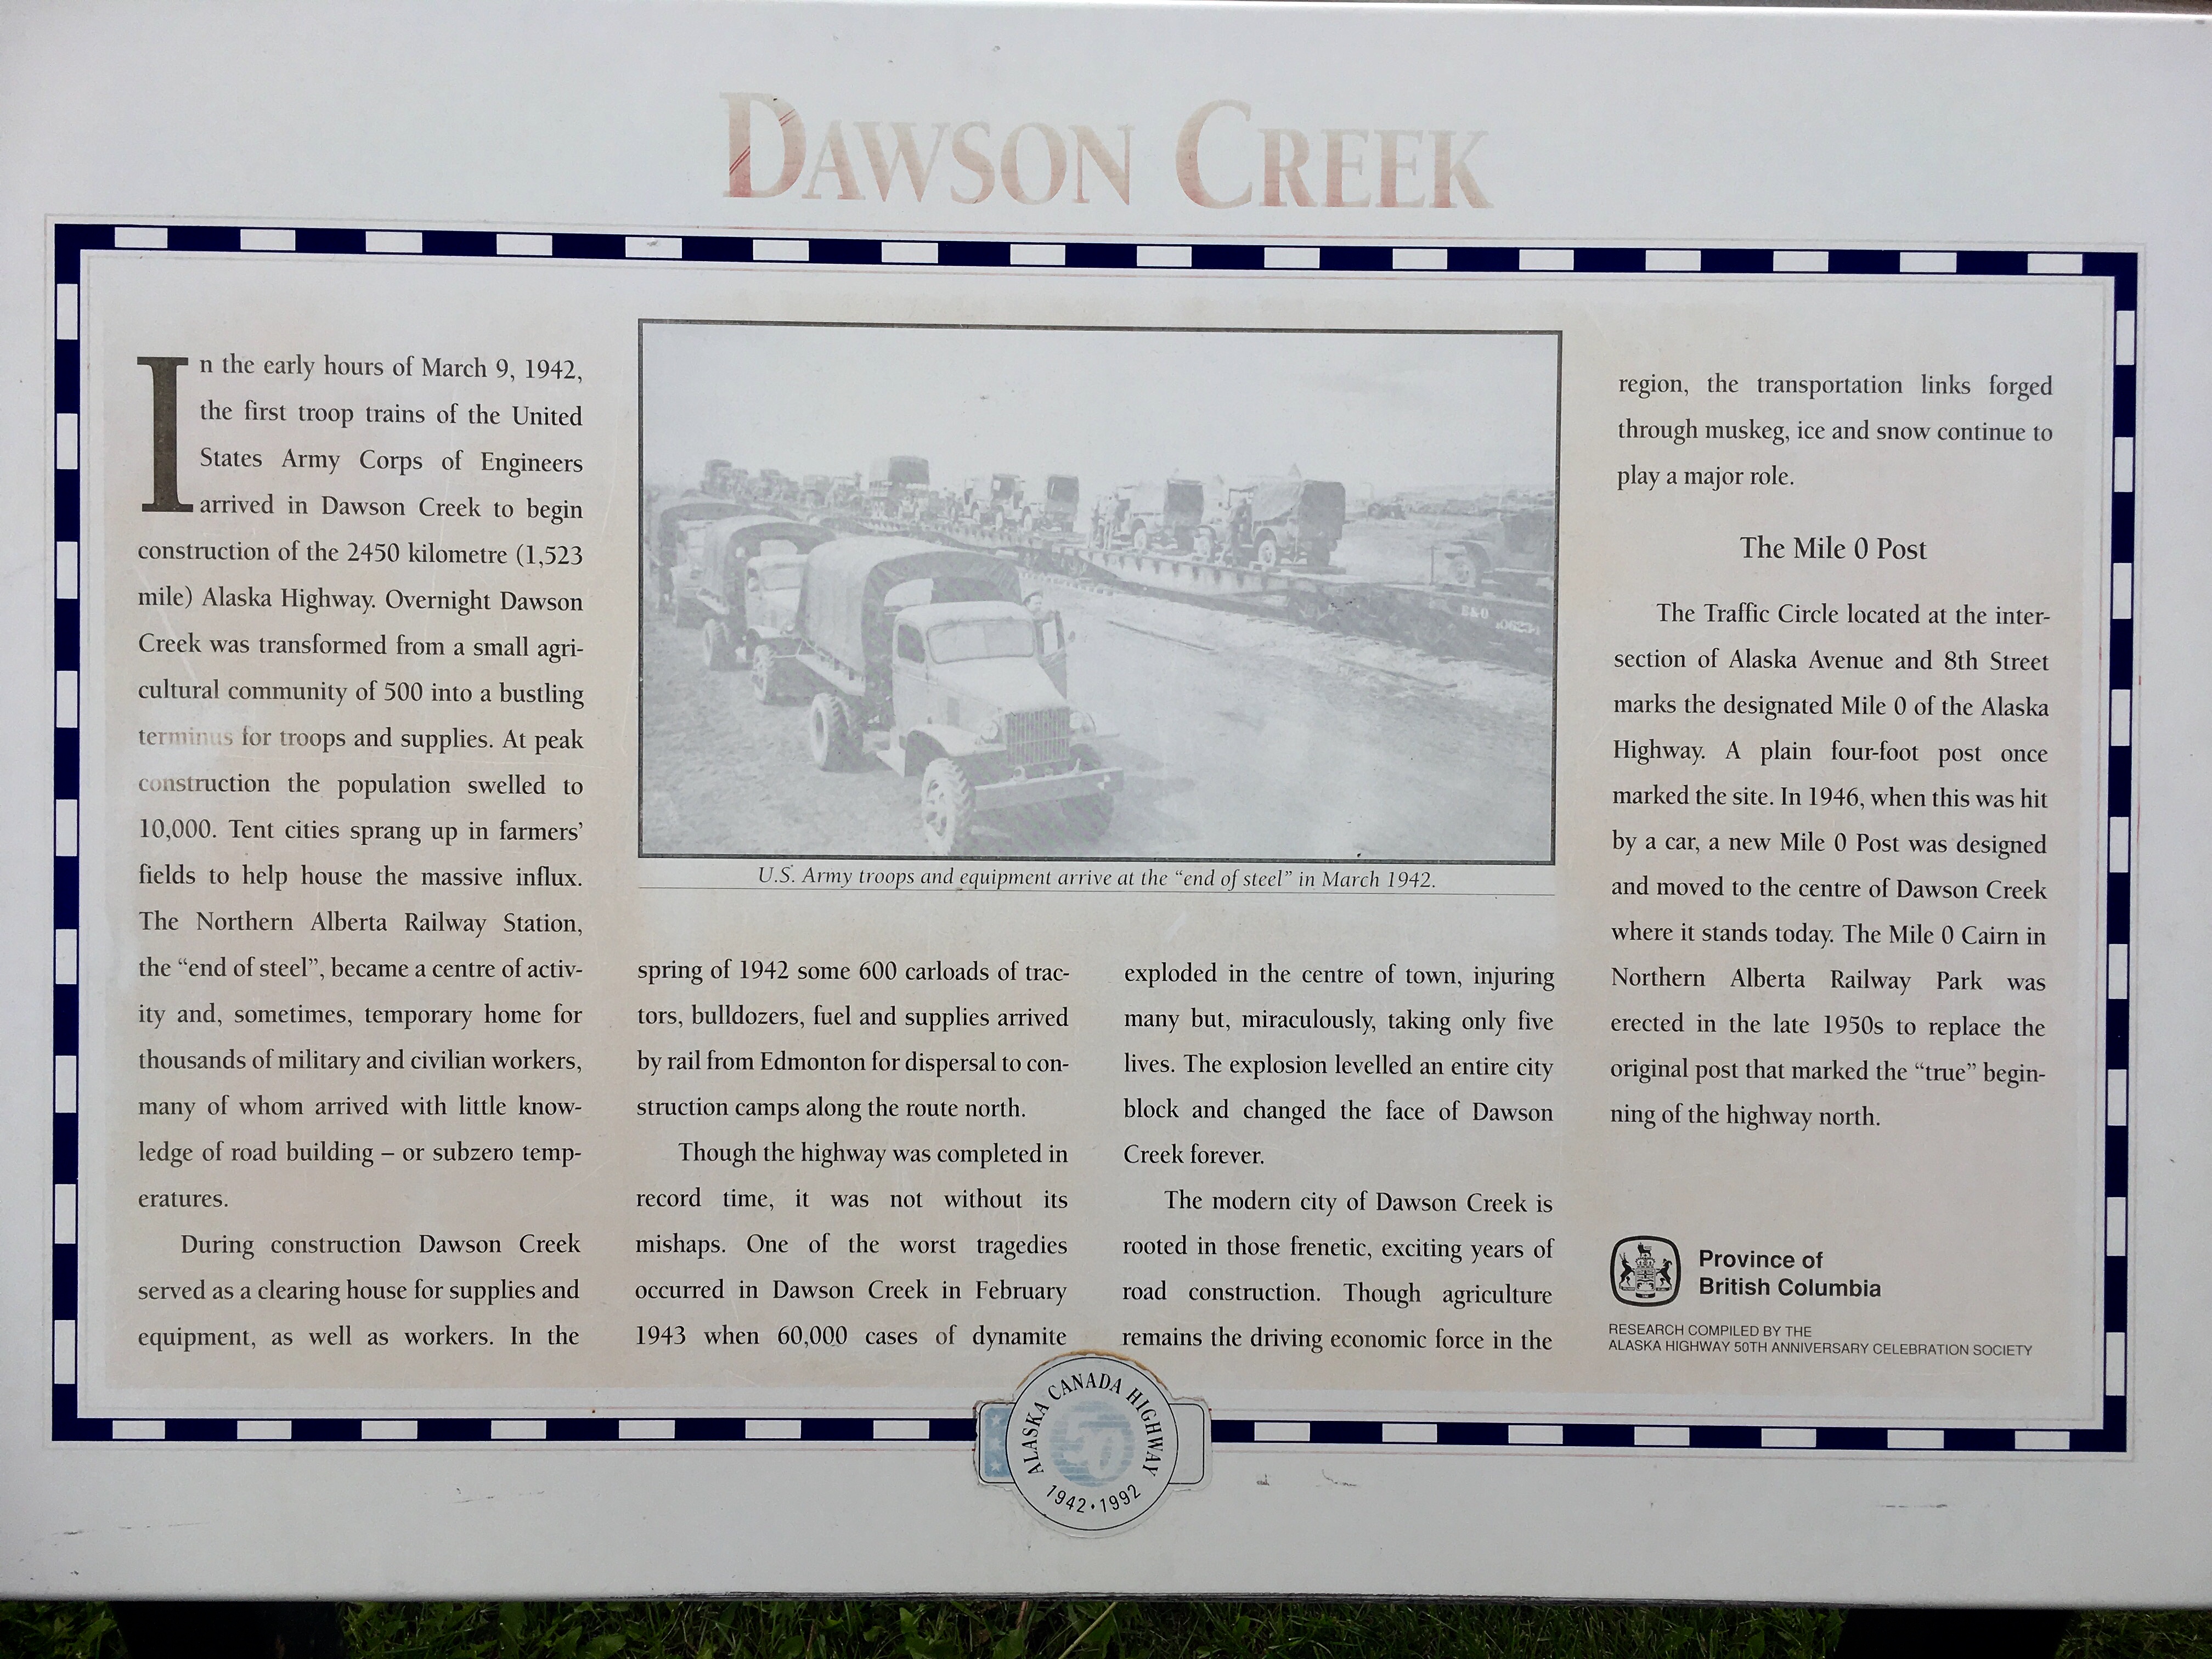 DAWSON CREEK
In the early hours of March 9, 1942,
the first troop trains of the United
States Army Corps of Engineers
arrived in Dawson Creek to begin
construction of the 2450 kilometre (1,523
mile) Alaska Highway. Overnight Dawson
Creek was transformed from a small agri-
cultural community of 500 into a bustling
terminus for troops and supplies. At peak
construction the population swelled to
10,000. Tent cities sprang up in farmers’
fields to help house the massive influx.
The Northern Alberta Railway Station,
the “end of steel”, became a centre of activ-
ity and, sometimes, temporary home for
thousands of military and civilian workers,
many of whom arrived with little know-
ledge of road building – or subzero temp-
eratures.
During construction Dawson Creek
served as a clearing house for supplies and
equipment, as well as workers. In the
B&O
U.S. Army troops and equipment arrive at the “end of steel” in March 1942.
spring of 1942 some 600 carloads of trac-
tors, bulldozers, fuel and supplies arrived
by rail from Edmonton for dispersal to con-
struction camps along the route north.
Though the highway was completed in
record time, it was not without its
mishaps. One of the worst tragedies
occurred in Dawson Creek in February
1943 when 60,000 cases of dynamite
exploded in the centre of town, injuring
many but, miraculously, taking only five
lives. The explosion levelled an entire city
block and changed the face of Dawson
Creek forever.
The modern city of Dawson Creek is
rooted in those frenetic, exciting years of
road construction. Though agriculture
remains the driving economic force in the
region, the transportation links forged
through muskeg, ice and snow continue to
play a major role.
The Mile 0 Post
The Traffic Circle located at the inter-
section of Alaska Avenue and 8th Street
marks the designated Mile 0 of the Alaska
Highway. A plain four-foot post once
marked the site. In 1946, when this was hit
by a car, a new Mile 0 Post was designed
and moved to the centre of Dawson Creek
where it stands today. The Mile 0 Cairn in
Northern Alberta Railway Park was
erected in the late 1950s to replace the
original post that marked the “true” begin-
ning of the highway north.
Province of
British Columbia
RESEARCH COMPILED BY THE
ALASKA HIGHWAY 50TH ANNIVERSARY CELEBRATION SOCIETY
ALASKA CANADA HIGHWAY
50
1942 • 1992